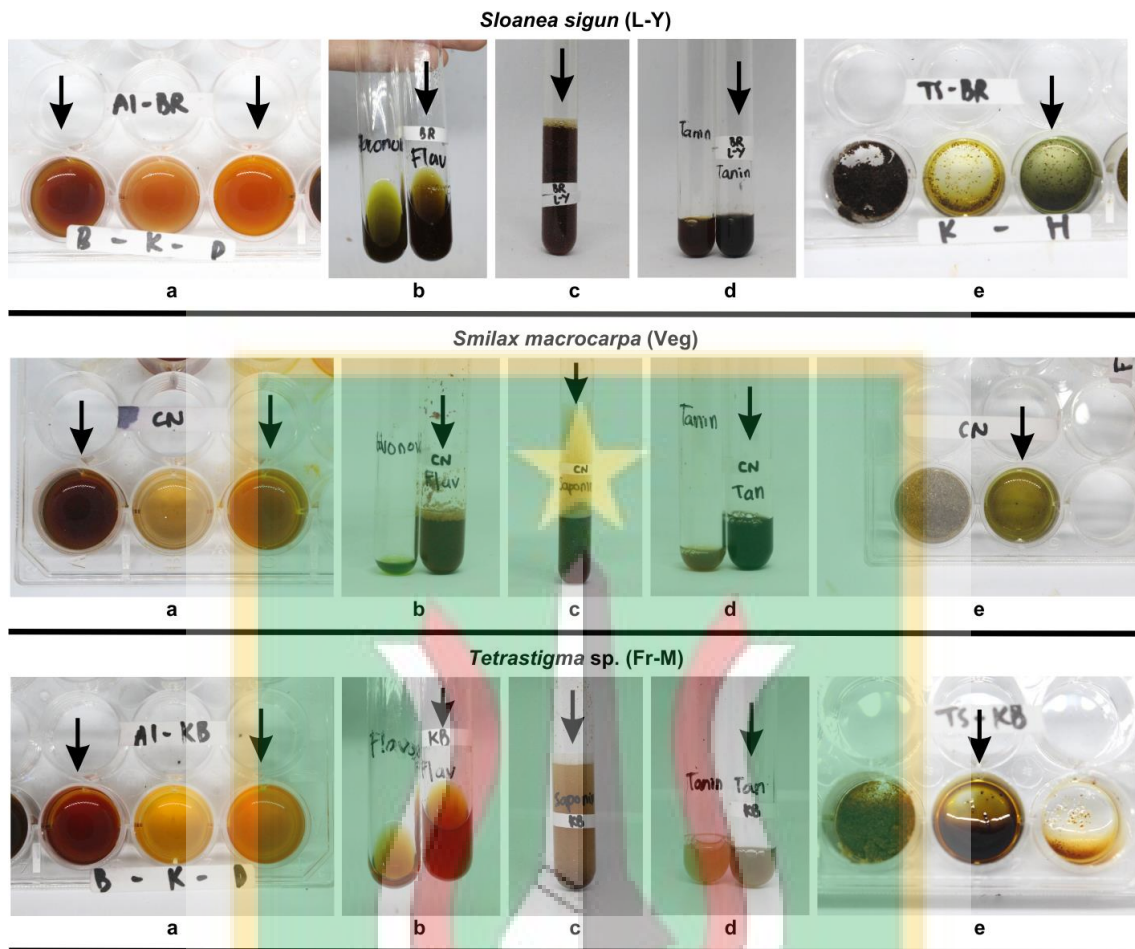 Sloanea sigun (L-Y)
AI-BR
B - K - D
BR
Flav
BR
L-Y
Tanin
BR
L-Y
Tanin
TS-BR
K - H
a b c d e
Smilax macrocarpa (Veg)
CN
CN
Flav
CN
Saponin
Tanin
CN
Tan
CN
F
a b c d e
Tetrastigma sp. (Fr-M)
AI-KB
B - K - D
KB
Flav
Saponin
KB
Tanin
Tan
KB
TS-KB
a b c d e